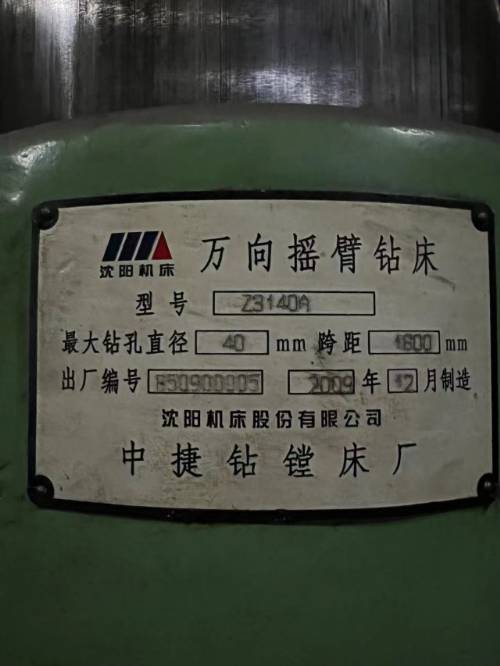 沈阳机床
万向摇臂钻床
型号 Z3140A
最大钻孔直径 40 mm 跨距 1600 mm
出厂编号 B50900005 2009 年 12 月制造
沈阳机床股份有限公司
中捷钻镗床厂